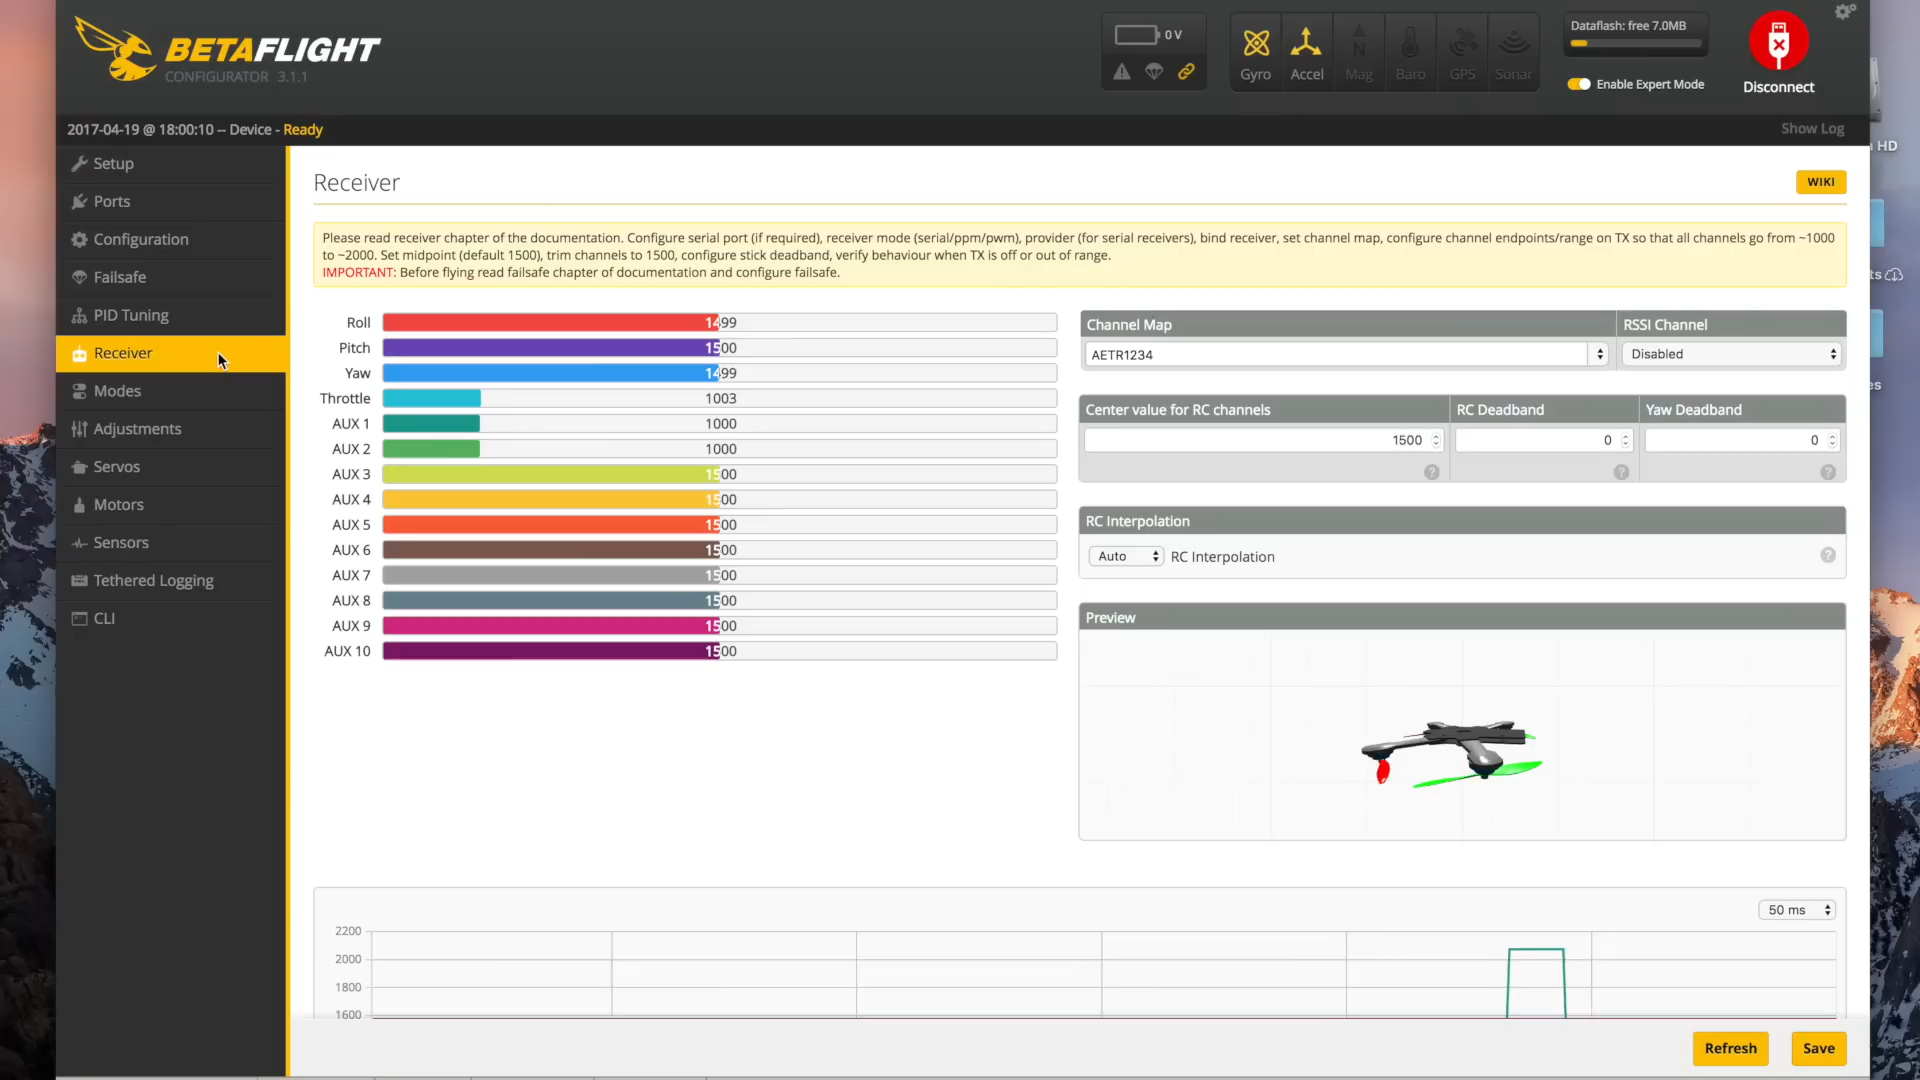 BETAFLIGHT
CONFIGURATOR 3.1.1
0 V
Gyro
Accel
Mag
Baro
GPS
Sonar
Dataflash: free 7.0MB
Enable Expert Mode
Disconnect
2017-04-19 @ 18:00:10 -- Device - Ready
Show Log
HD
Setup
Ports
Configuration
Failsafe
PID Tuning
Receiver
Modes
Adjustments
Servos
Motors
Sensors
Tethered Logging
CLI
Receiver
WIKI
Please read receiver chapter of the documentation. Configure serial port (if required), receiver mode (serial/ppm/pwm), provider (for serial receivers), bind receiver, set channel map, configure channel endpoints/range on TX so that all channels go from ~1000
to ~2000. Set midpoint (default 1500), trim channels to 1500, configure stick deadband, verify behaviour when TX is off or out of range.
IMPORTANT: Before flying read failsafe chapter of documentation and configure failsafe.
Roll 1499
Pitch 1500
Yaw 1499
Throttle 1003
AUX 1 1000
AUX 2 1000
AUX 3 1500
AUX 4 1500
AUX 5 1500
AUX 6 1500
AUX 7 1500
AUX 8 1500
AUX 9 1500
AUX 10 1500
Channel Map
RSSI Channel
AETR1234
Disabled
Center value for RC channels
RC Deadband
Yaw Deadband
1500
0
0
?
?
?
RC Interpolation
Auto
RC Interpolation
?
Preview
50 ms
2200
2000
1800
1600
Refresh
Save